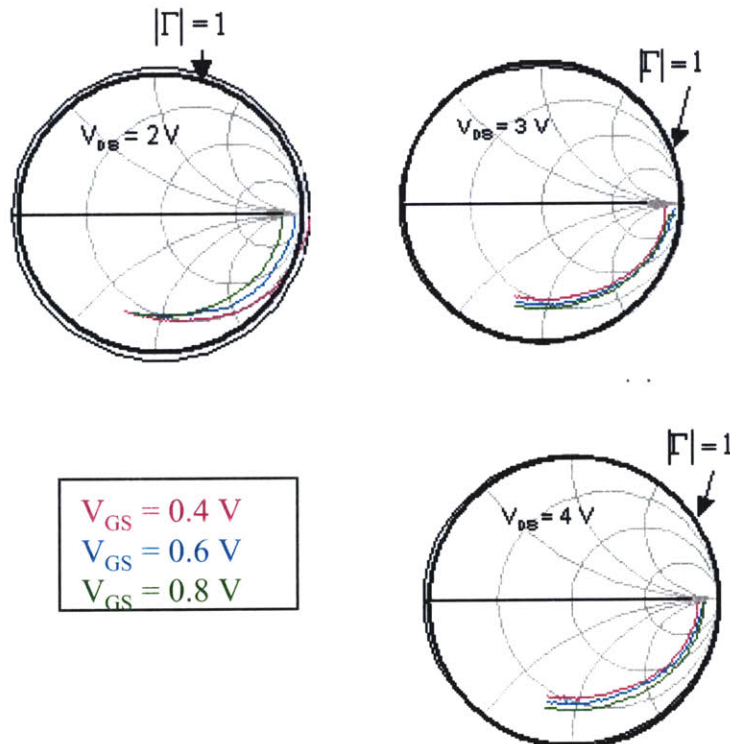 |Γ| = 1
V_DS = 2 V
|Γ| = 1
V_DS = 3 V
|Γ| = 1
V_DS = 4 V
V_GS = 0.4 V
V_GS = 0.6 V
V_GS = 0.8 V